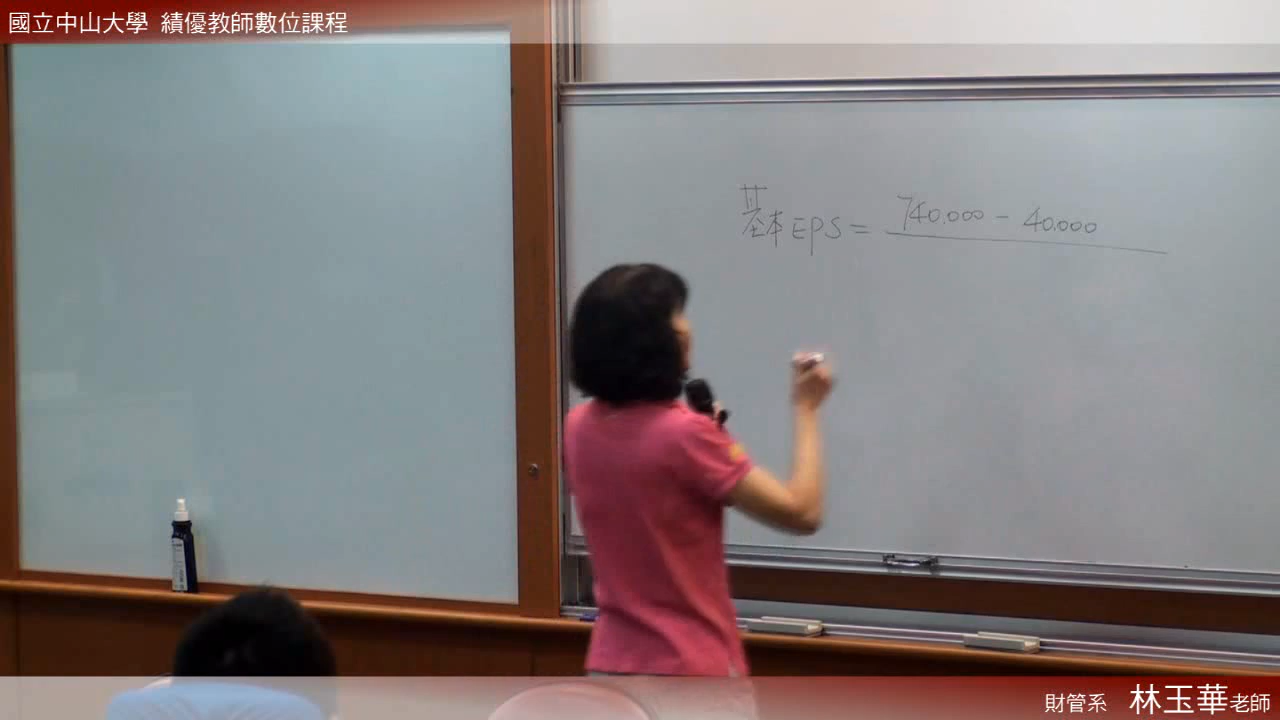 國立中山大學 績優教師數位課程
基本EPS = 740.000 - 40.000
財管系 林玉華老師